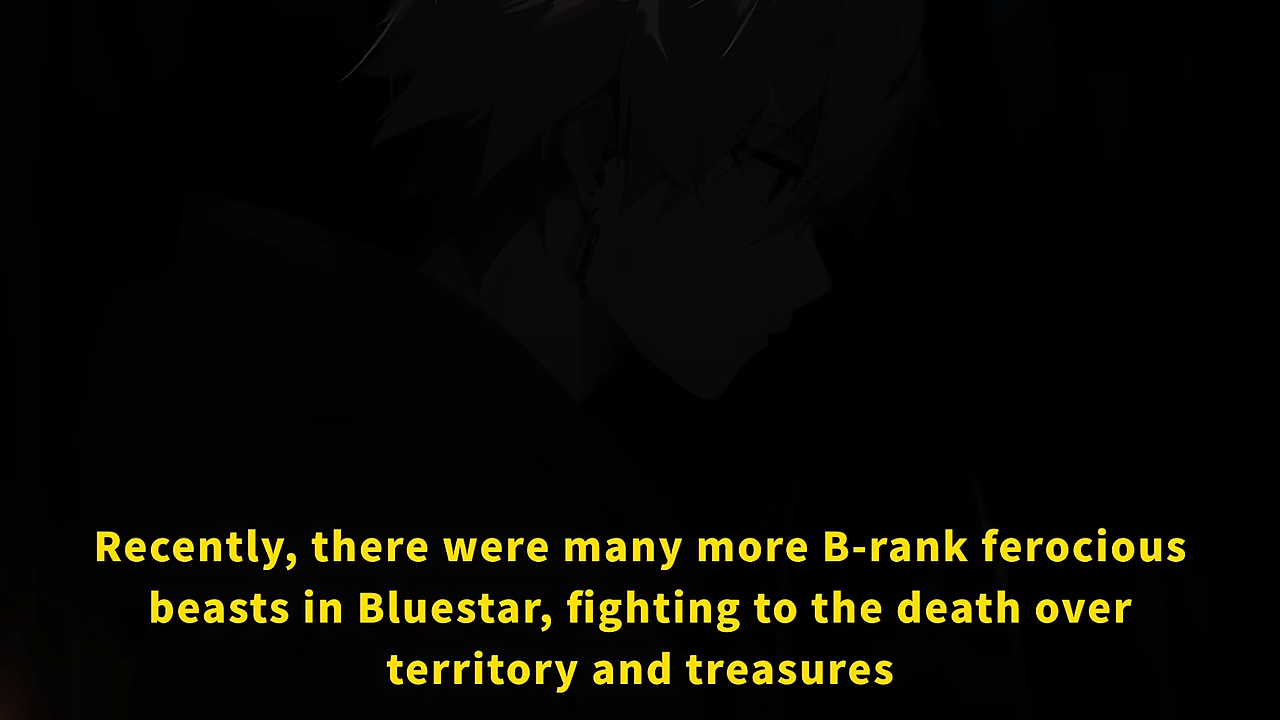 Recently, there were many more B-rank ferocious
beasts in Bluestar, fighting to the death over
territory and treasures